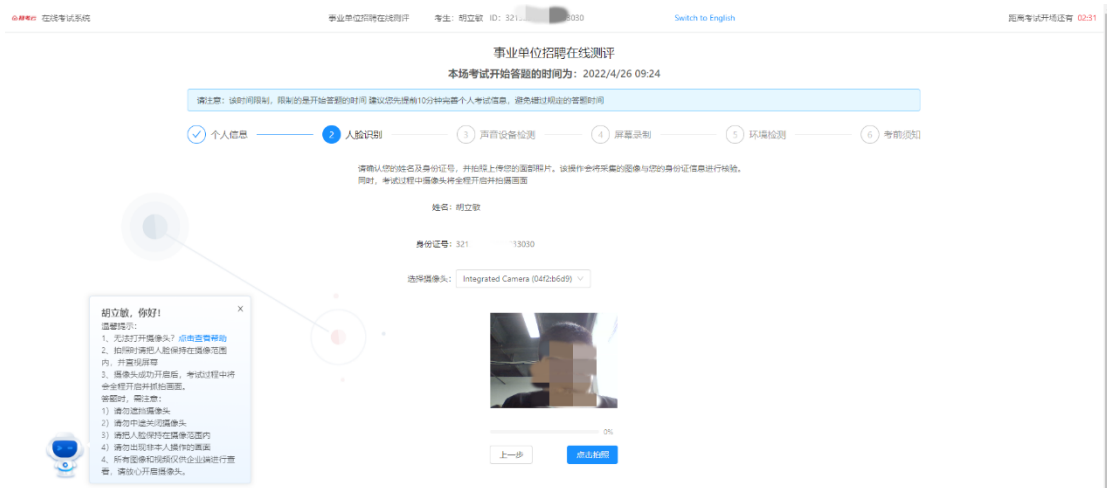 在线考试系统
事业单位招聘在线测评 考生：胡立敏 ID：321 3030
Switch to English
距离考试开场还有 02:31
事业单位招聘在线测评
本场考试开始答题的时间为：2022/4/26 09:24
请注意：该时间限制，限制的是开始答题的时间 建议您先提前10分钟完善个人考试信息，避免错过规定的答题时间
个人信息
2 人脸识别
3 声音设备检测
4 屏幕录制
5 环境检测
6 考前须知
请确认您的姓名及身份证号，并拍照上传您的面部照片。该操作会将采集的图像与您的身份证信息进行核验。
同时，考试过程中摄像头将全程开启并拍摄画面
姓名：胡立敏
身份证号：321 13030
选择摄像头： Integrated Camera (04f2:b6d9)
0%
上一步
点击拍照
胡立敏，你好！
温馨提示：
1、无法打开摄像头？点击查看帮助
2、拍照时请把人脸保持在摄像范围
内，并直视屏幕
3、摄像头成功开启后，考试过程中将
会全程开启并抓拍画面。
答题时，需注意：
1）请勿遮挡摄像头
2）请勿中途关闭摄像头
3）请把人脸保持在摄像范围内
4）请勿出现非本人操作的画面
4、所有图像和视频仅供企业端进行查
看，请放心开启摄像头。